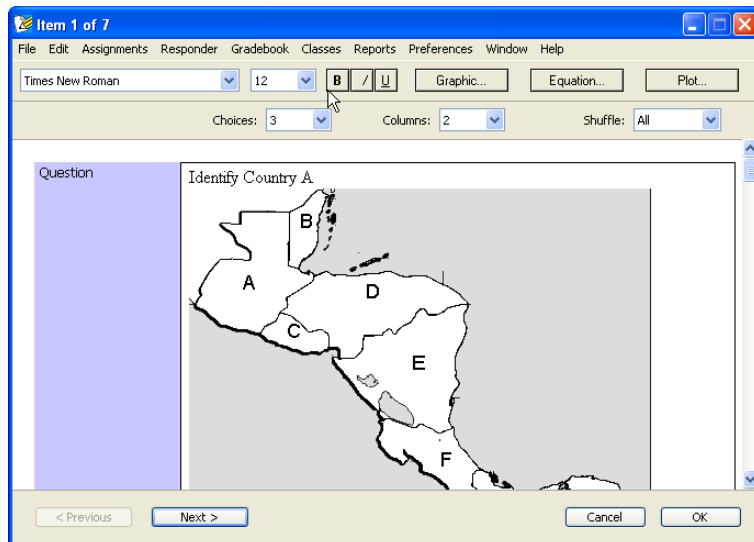 Item 1 of 7
File Edit Assignments Responder Gradebook Classes Reports Preferences Window Help
Times New Roman 12 B I U Graphic... Equation... Plot...
Choices: 3 Columns: 2 Shuffle: All
Question
Identify Country A
B
A
D
C
E
F
< Previous Next > Cancel OK